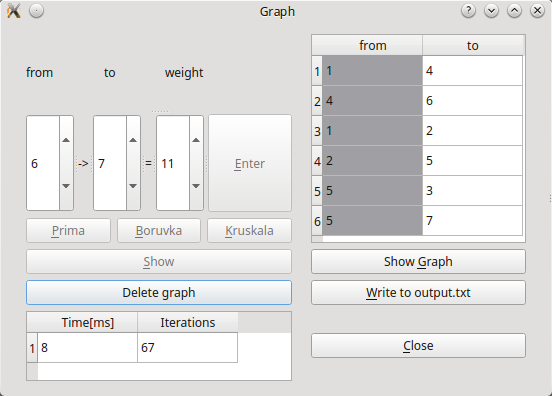 Graph
from to weight
6 -> 7 = 11 Enter
Prima Boruvka Kruskala
Show
Delete graph
Time[ms] Iterations
1 8 67
from to
1 1 4
2 4 6
3 1 2
4 2 5
5 5 3
6 5 7
Show Graph
Write to output.txt
Close